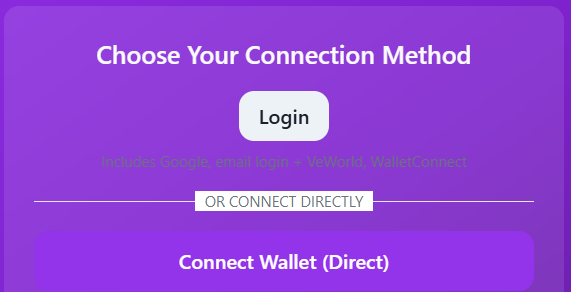 Choose Your Connection Method
Login
Includes Google, email login + VeWorld, WalletConnect
OR CONNECT DIRECTLY
Connect Wallet (Direct)